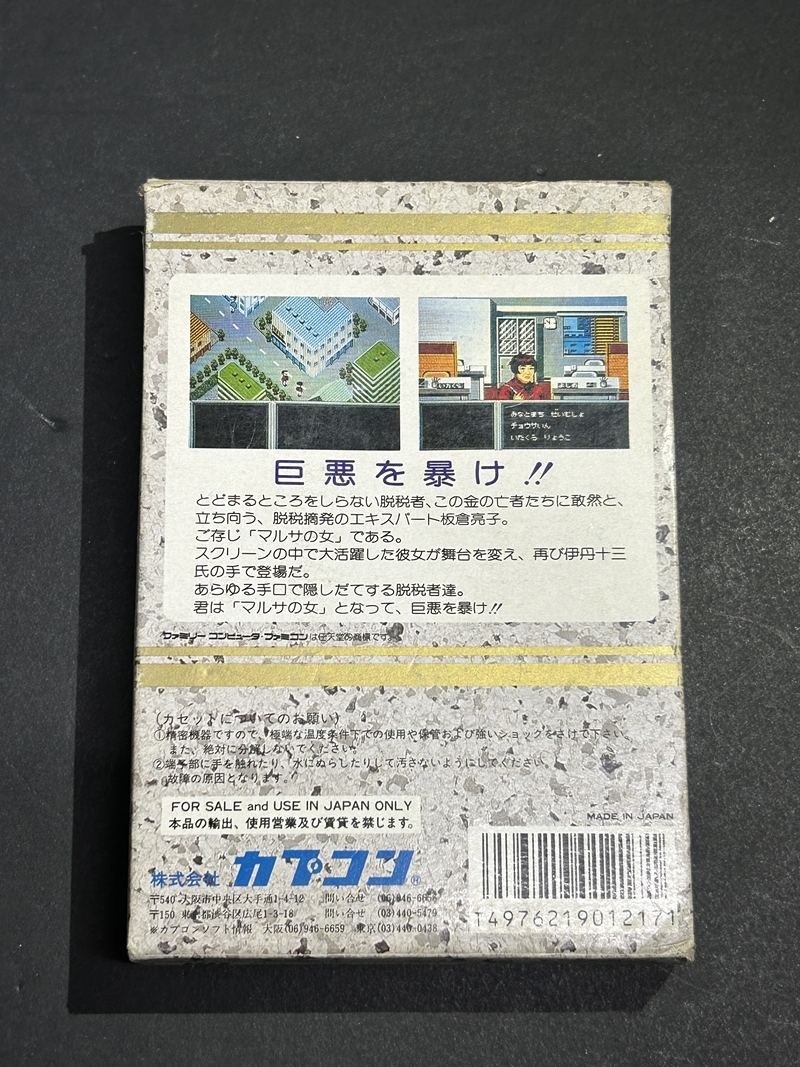 みなとまち ぜいむしょ
チョウサいん
いたくら りょうこ
巨悪を暴け!!
とどまるところをしらない脱税者、この金の亡者たちに敢然と、
立ち向う、脱税摘発のエキスパート板倉亮子。
ご存じ「マルサの女」である。
スクリーンの中で大活躍した彼女が舞台を変え、再び伊丹十三
氏の手で登場だ。
あらゆる手口で隠しだてする脱税者達。
君は「マルサの女」となって、巨悪を暴け!!
ファミリーコンピュータ・ファミコンは任天堂の商標です。
(カセットについてのお願い)
①精密機器ですので、極端な温度条件下での使用や保管および強いショックをさけて下さい。
また、絶対に分解しないでください。
②端子部に手を触れたり、水にぬらしたりして汚さないようにしてください。
故障の原因となります。
FOR SALE and USE IN JAPAN ONLY
本品の輸出、使用営業及び賃貸を禁じます。
MADE IN JAPAN
株式会社 カプコン®
〒540 大阪市中央区大手通1-4-12 問い合せ (06)946-6658
〒150 東京都渋谷区広尾1-3-18 問い合せ (03)440-5479
※カプコンソフト情報 大阪(06)946-6659 東京(03)440-0438
T4976219012171